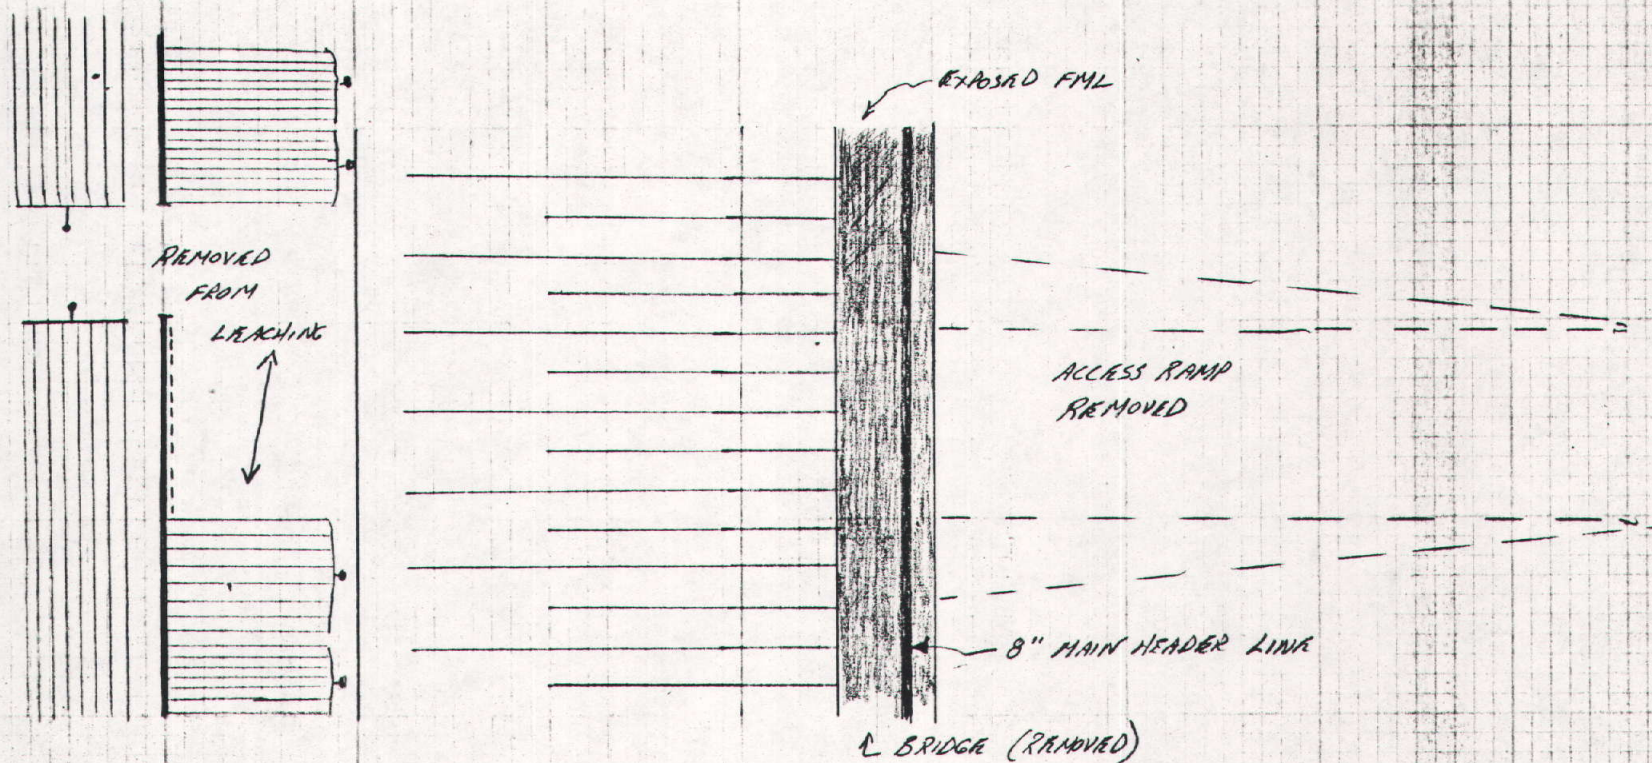 EXPOSED FML
REMOVED
FROM
LEACHING
ACCESS RAMP
REMOVED
8" MAIN HEADER LINE
℄ BRIDGE (REMOVED)